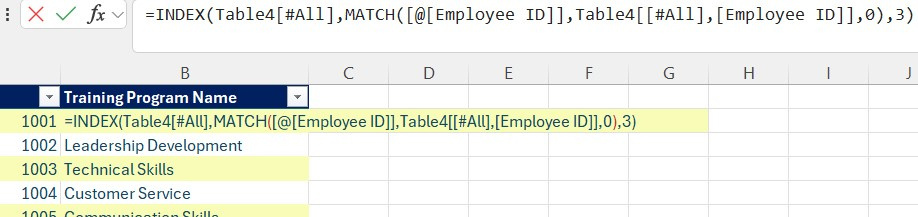 fx =INDEX(Table4[#All],MATCH([@[Employee ID]],Table4[[#All],[Employee ID]],0),3)
B C D E F G H I J
Training Program Name
1001 =INDEX(Table4[#All],MATCH([@[Employee ID]],Table4[[#All],[Employee ID]],0),3)
1002 Leadership Development
1003 Technical Skills
1004 Customer Service
1005 Communication Skills